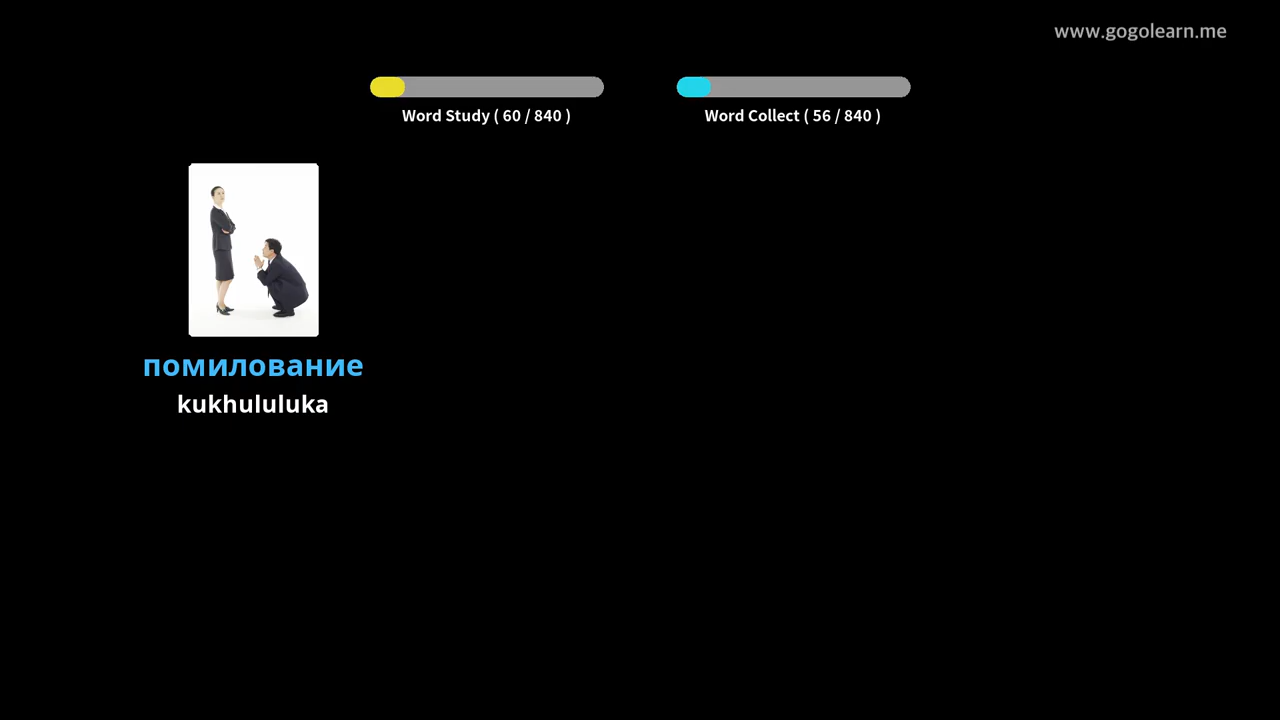 www.gogolearn.me
Word Study ( 60 / 840 )
Word Collect ( 56 / 840 )
помилование
kukhululuka